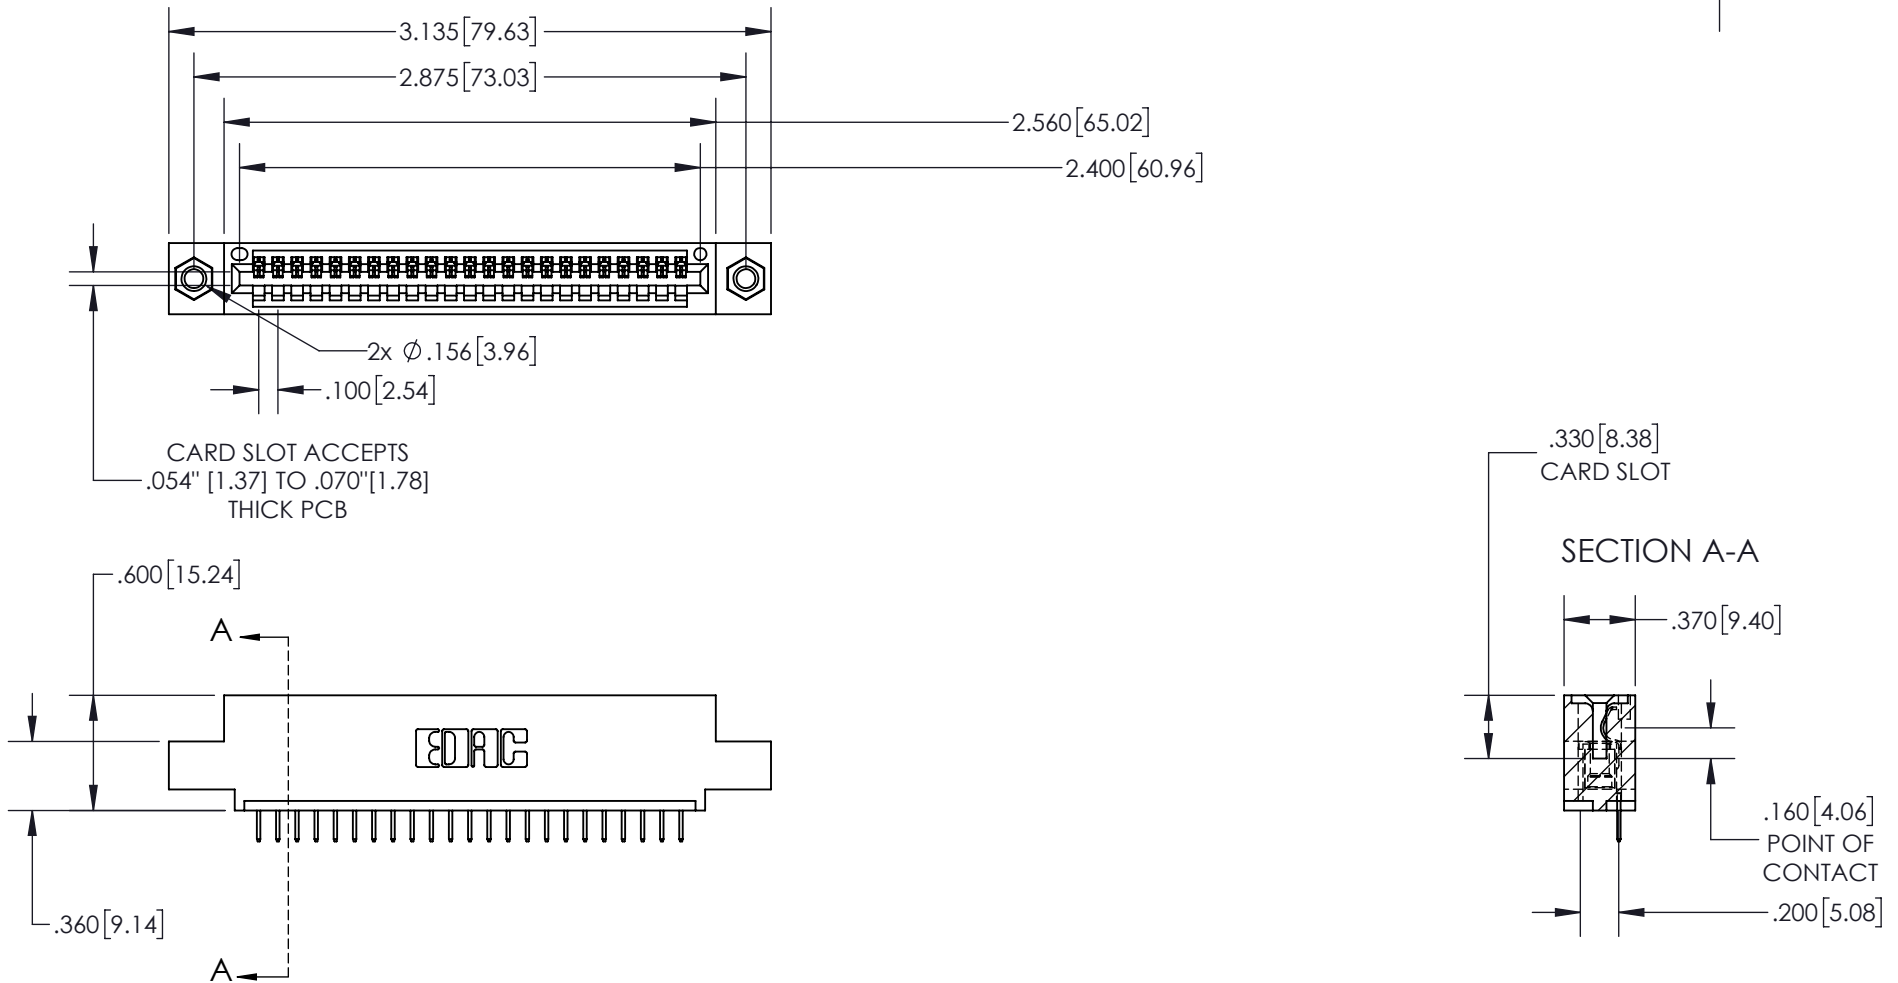 3.135[79.63]
2.875[73.03]
2.560[65.02]
2.400[60.96]
2x Ø.156[3.96]
.100[2.54]
CARD SLOT ACCEPTS
.054" [1.37] TO .070"[1.78]
THICK PCB
.330[8.38]
CARD SLOT
SECTION A-A
.600[15.24]
A
.370[9.40]
EDAC
.160[4.06]
POINT OF
CONTACT
.200[5.08]
.360[9.14]
A